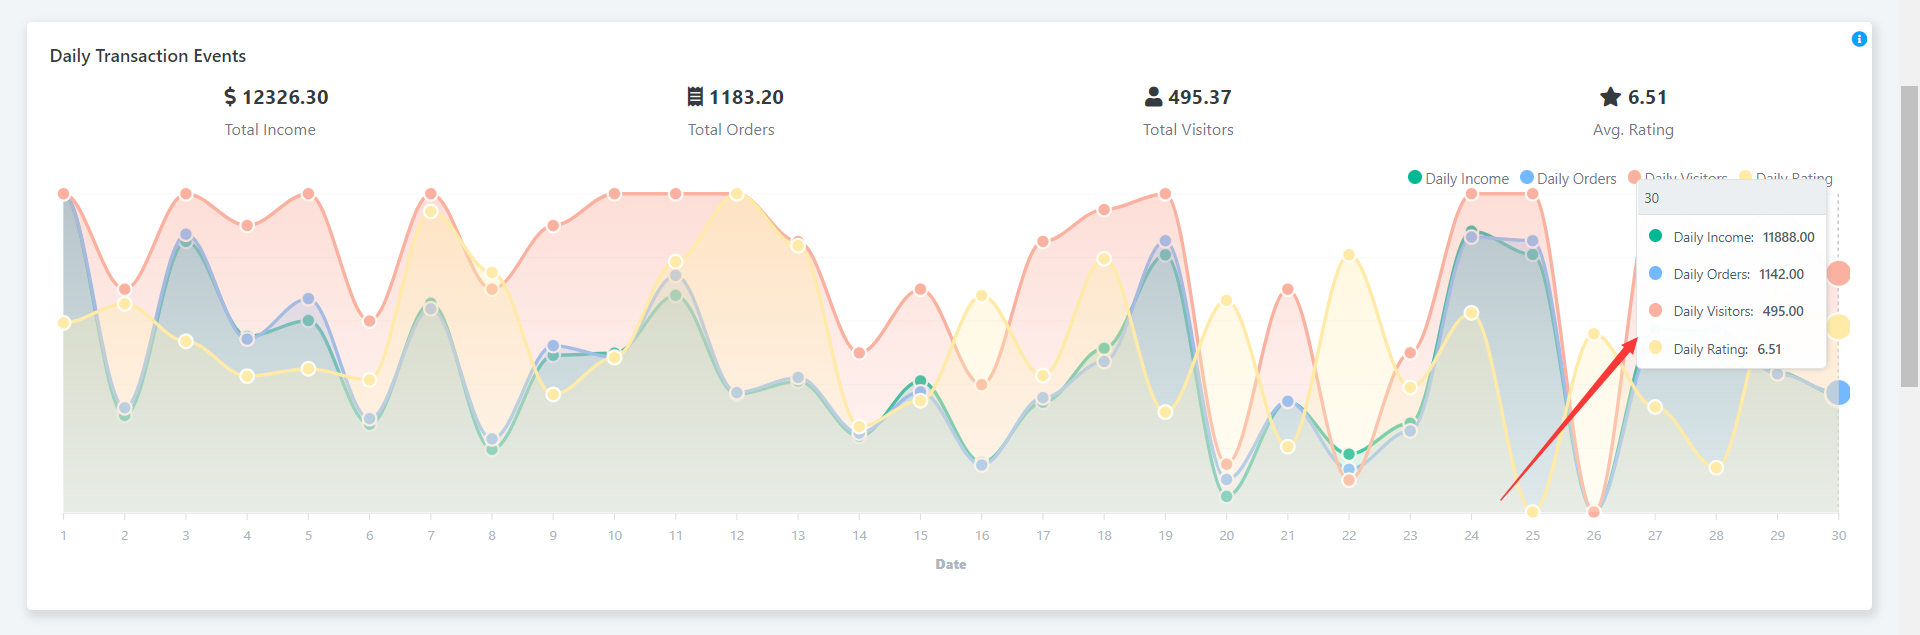 Daily Transaction Events
$ 12326.30
Total Income
1183.20
Total Orders
495.37
Total Visitors
6.51
Avg. Rating
Daily Income Daily Orders Daily Visitors Daily Rating
30
Daily Income: 11888.00
Daily Orders: 1142.00
Daily Visitors: 495.00
Daily Rating: 6.51
1 2 3 4 5 6 7 8 9 10 11 12 13 14 15 16 17 18 19 20 21 22 23 24 25 26 27 28 29 30
Date